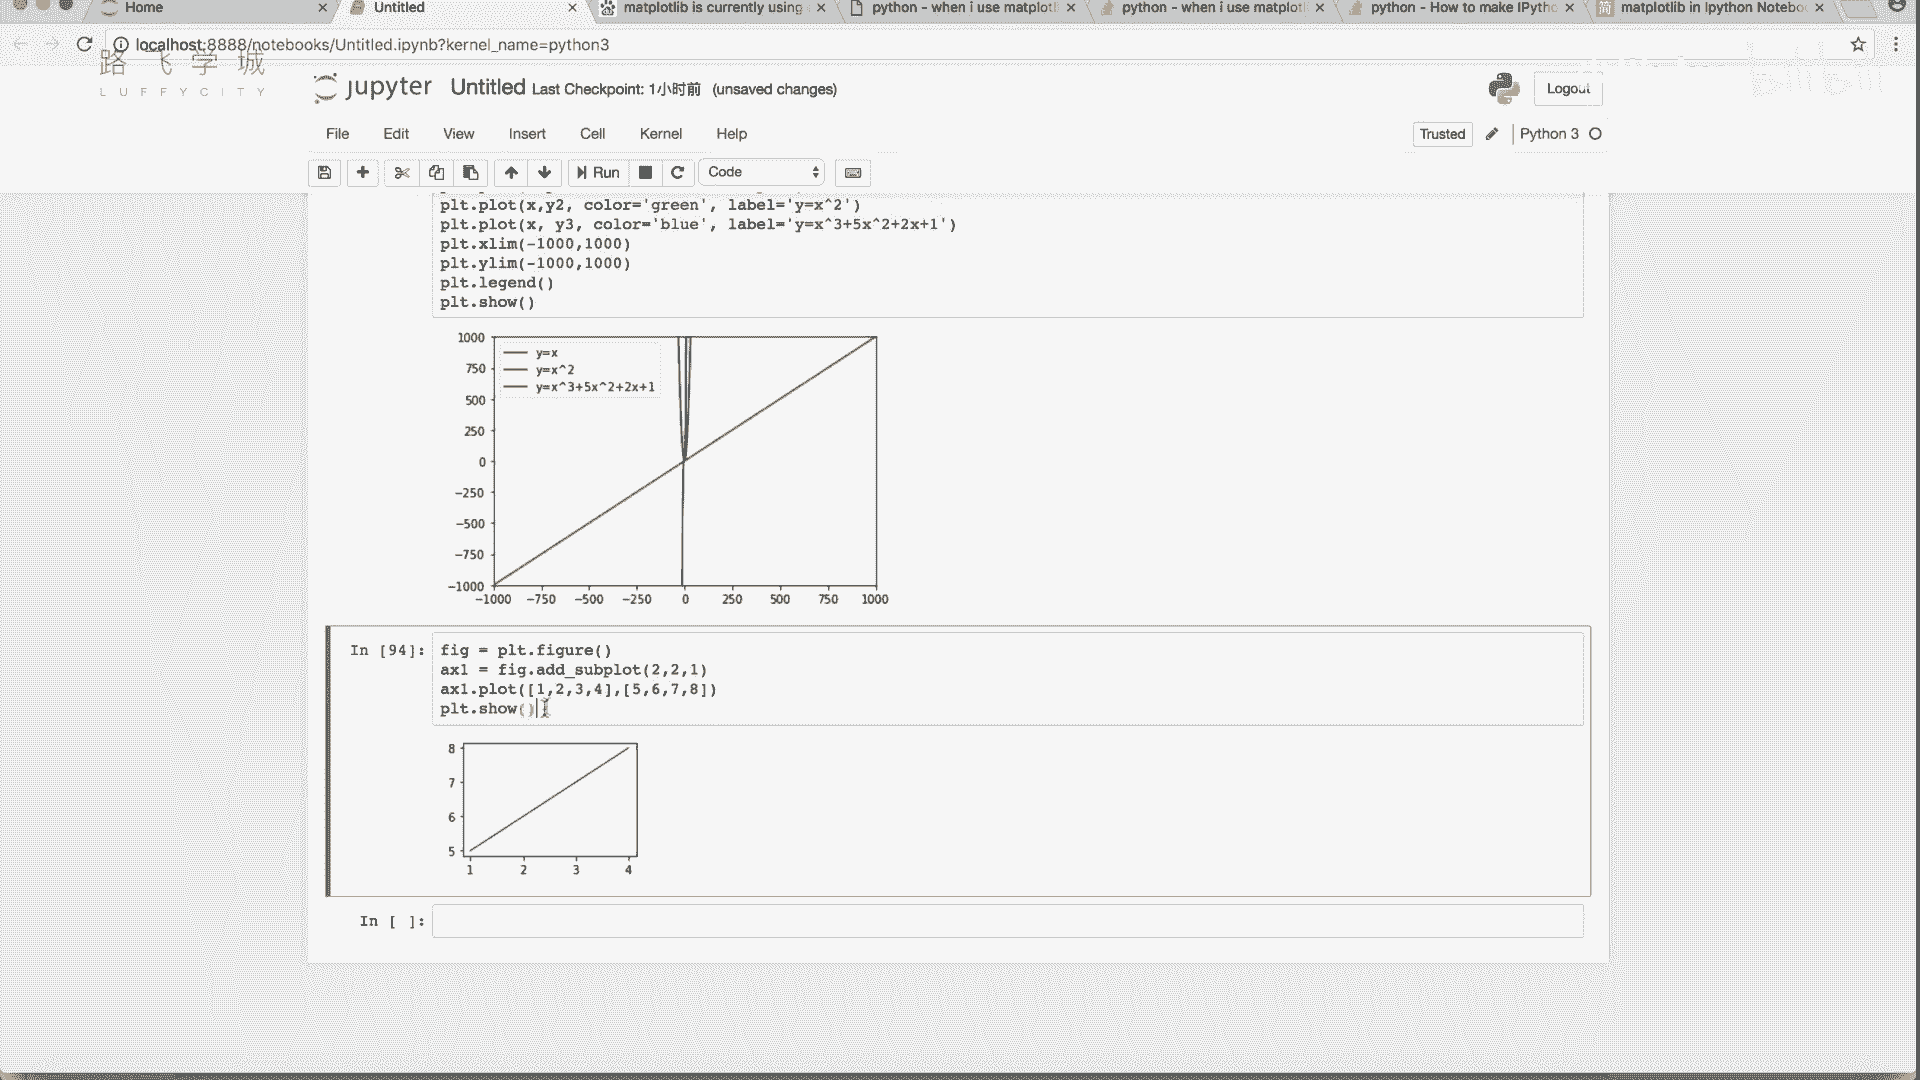 Home
Untitled
matplotlib is currently using
python - when i use matplotl
python - when i use matplotl
python - How to make IPytho
matplotlib in Ipython Notebo
localhost:8888/notebooks/Untitled.ipynb?kernel_name=python3
路飞学城
LUFFYCITY
jupyter Untitled Last Checkpoint: 1小时前 (unsaved changes)
Logout
File Edit View Insert Cell Kernel Help
Trusted Python 3
Run Code
plt.plot(x,y2, color='green', label='y=x^2')
plt.plot(x, y3, color='blue', label='y=x^3+5x^2+2x+1')
plt.xlim(-1000,1000)
plt.ylim(-1000,1000)
plt.legend()
plt.show()
1000
y=x
750
y=x^2
y=x^3+5x^2+2x+1
500
250
0
−250
−500
−750
−1000
−1000 −750 −500 −250 0 250 500 750 1000
In [94]: fig = plt.figure()
ax1 = fig.add_subplot(2,2,1)
ax1.plot([1,2,3,4],[5,6,7,8])
plt.show()
8
7
6
5
1 2 3 4
In [ ]: